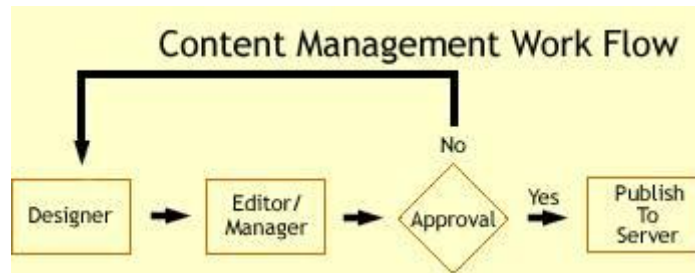 Content Management Work Flow
No
Designer
Editor/
Manager
Approval
Yes
Publish
To
Server